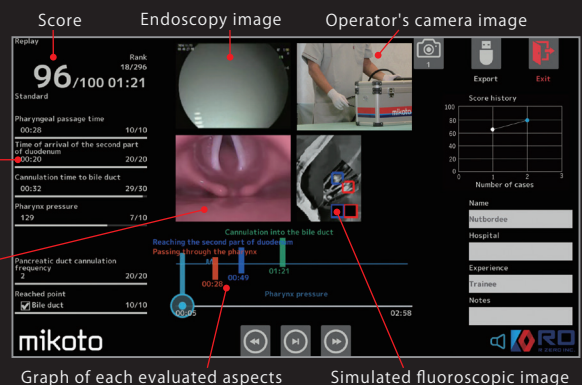 Score
Endoscopy image
Operator's camera image
Replay
Rank
18/296
96/100 01:21
Standard
Pharyngeal passage time
00:28 10/10
Time of arrival of the second part
of duodenum
00:20 20/20
Cannulation time to bile duct
00:32 29/30
Pharynx pressure
129 7/10
Pancreatic duct cannulation
frequency
2 20/20
Reached point
Bile duct 10/10
mikoto
mikoto
Cannulation into the bile duct
Reaching the second part of duodenum
Passing through the pharynx
01:21
00:49
00:28
Pharynx pressure
00:05
02:58
1
Export
Exit
Score history
100
80
60
40
20
0
0 1 2 3
Number of cases
Name
Nutbordee
Hospital
Experience
Trainee
Notes
R ZERO INC.
Graph of each evaluated aspects
Simulated fluoroscopic image